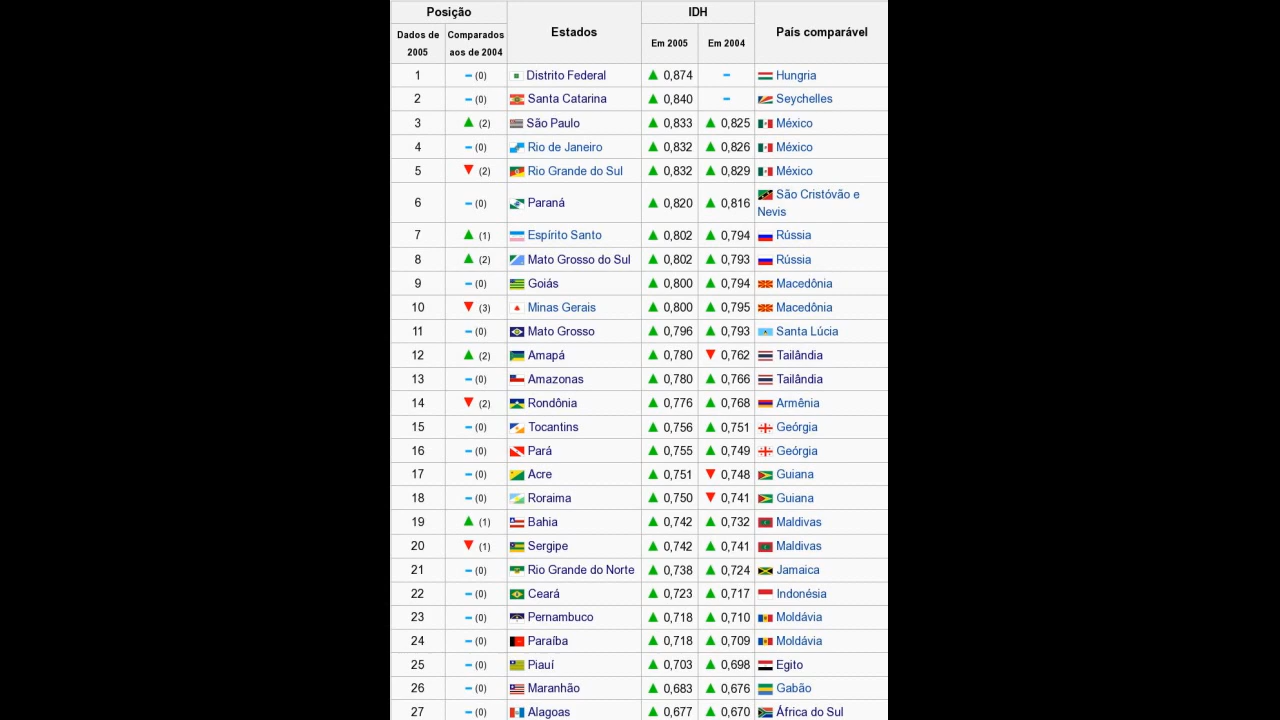 Posição Estados IDH País comparável
Dados de 2005 Comparados aos de 2004 Em 2005 Em 2004
1 (0) Distrito Federal 0,874 Hungria
2 (0) Santa Catarina 0,840 Seychelles
3 (2) São Paulo 0,833 0,825 México
4 (0) Rio de Janeiro 0,832 0,826 México
5 (2) Rio Grande do Sul 0,832 0,829 México
6 (0) Paraná 0,820 0,816 São Cristóvão e Nevis
7 (1) Espírito Santo 0,802 0,794 Rússia
8 (2) Mato Grosso do Sul 0,802 0,793 Rússia
9 (0) Goiás 0,800 0,794 Macedônia
10 (3) Minas Gerais 0,800 0,795 Macedônia
11 (0) Mato Grosso 0,796 0,793 Santa Lúcia
12 (2) Amapá 0,780 0,762 Tailândia
13 (0) Amazonas 0,780 0,766 Tailândia
14 (2) Rondônia 0,776 0,768 Armênia
15 (0) Tocantins 0,756 0,751 Geórgia
16 (0) Pará 0,755 0,749 Geórgia
17 (0) Acre 0,751 0,748 Guiana
18 (0) Roraima 0,750 0,741 Guiana
19 (1) Bahia 0,742 0,732 Maldivas
20 (1) Sergipe 0,742 0,741 Maldivas
21 (0) Rio Grande do Norte 0,738 0,724 Jamaica
22 (0) Ceará 0,723 0,717 Indonésia
23 (0) Pernambuco 0,718 0,710 Moldávia
24 (0) Paraíba 0,718 0,709 Moldávia
25 (0) Piauí 0,703 0,698 Egito
26 (0) Maranhão 0,683 0,676 Gabão
27 (0) Alagoas 0,677 0,670 África do Sul